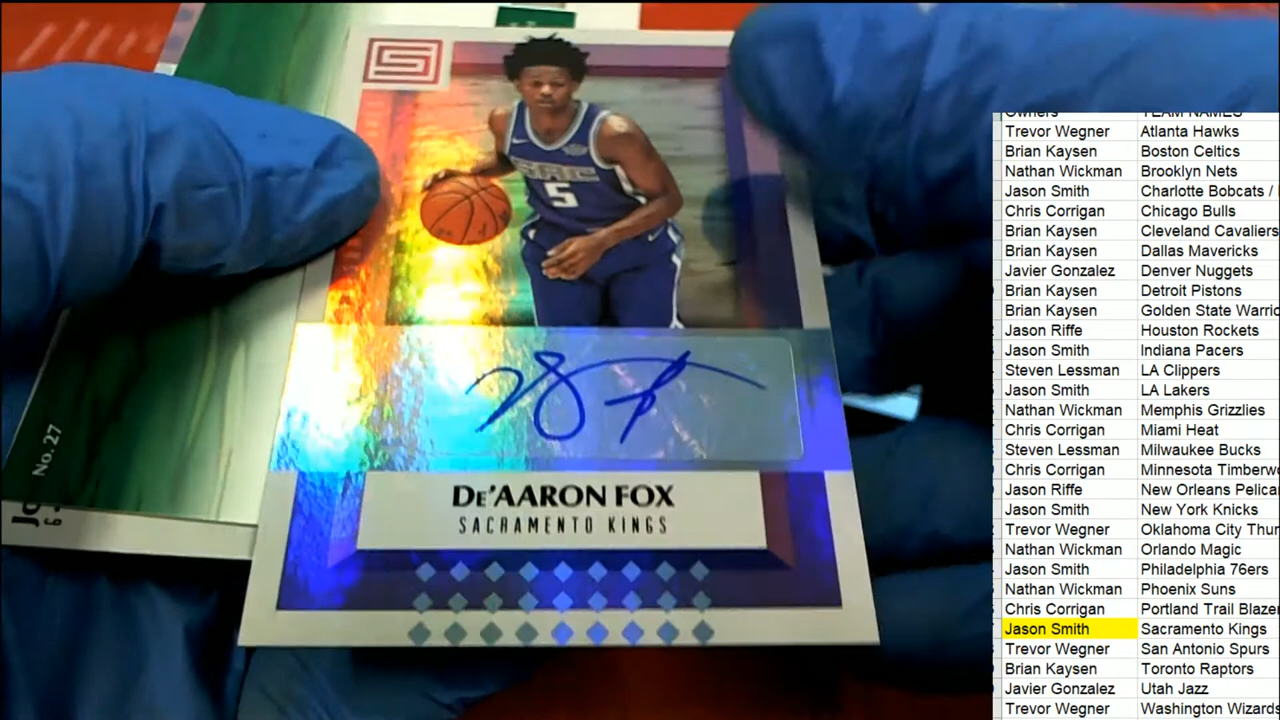 SAC
5
DE'AARON FOX
SACRAMENTO KINGS
No. 27
Owners TEAM NAMES
Trevor Wegner Atlanta Hawks
Brian Kaysen Boston Celtics
Nathan Wickman Brooklyn Nets
Jason Smith Charlotte Bobcats /
Chris Corrigan Chicago Bulls
Brian Kaysen Cleveland Cavaliers
Brian Kaysen Dallas Mavericks
Javier Gonzalez Denver Nuggets
Brian Kaysen Detroit Pistons
Brian Kaysen Golden State Warric
Jason Riffe Houston Rockets
Jason Smith Indiana Pacers
Steven Lessman LA Clippers
Jason Smith LA Lakers
Nathan Wickman Memphis Grizzlies
Chris Corrigan Miami Heat
Steven Lessman Milwaukee Bucks
Chris Corrigan Minnesota Timberwo
Jason Riffe New Orleans Pelica
Jason Smith New York Knicks
Trevor Wegner Oklahoma City Thur
Nathan Wickman Orlando Magic
Jason Smith Philadelphia 76ers
Nathan Wickman Phoenix Suns
Chris Corrigan Portland Trail Blaze
Jason Smith Sacramento Kings
Trevor Wegner San Antonio Spurs
Brian Kaysen Toronto Raptors
Javier Gonzalez Utah Jazz
Trevor Wegner Washington Wizards